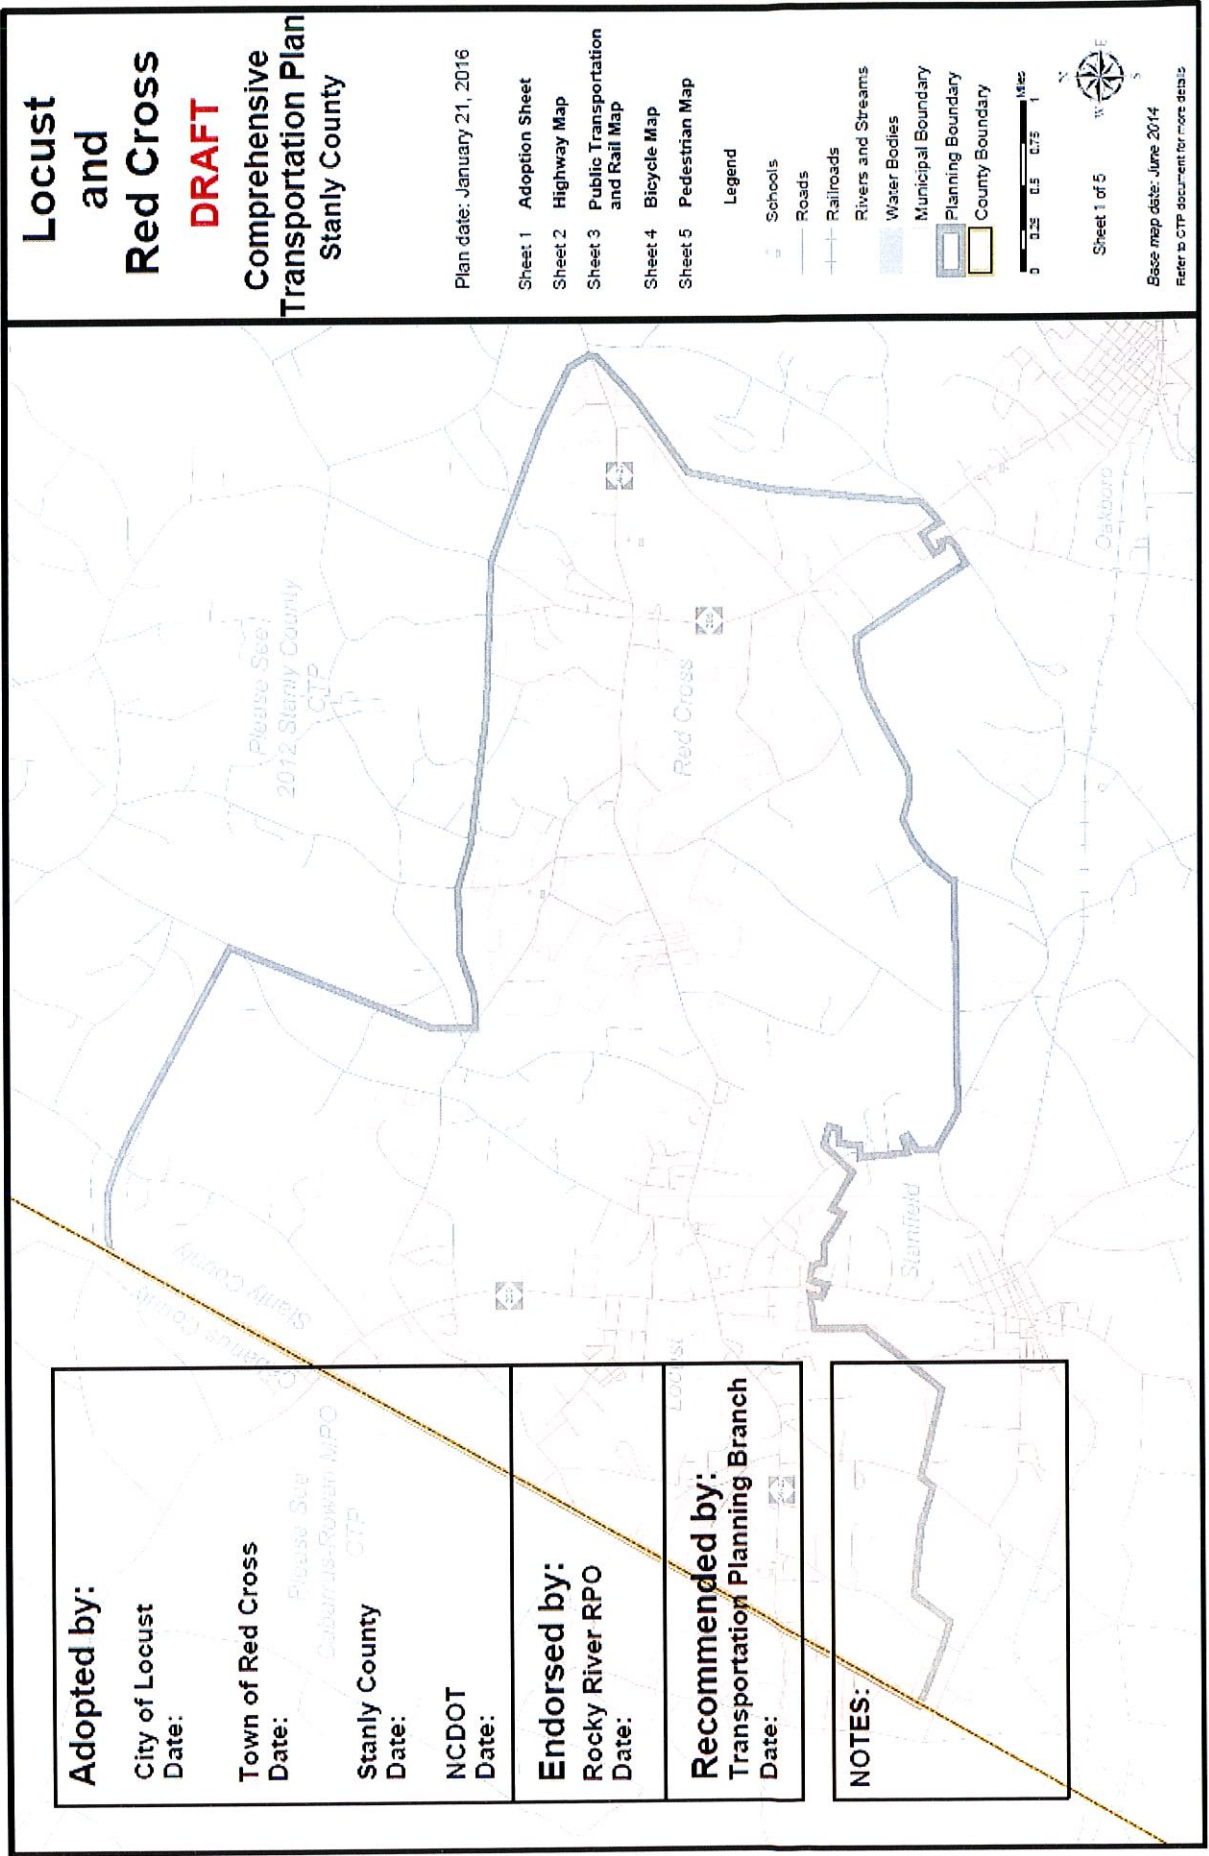 Locust
and
Red Cross
DRAFT
Comprehensive
Transportation Plan
Stanly County
Plan date: January 21, 2016
Sheet 1 Adoption Sheet
Sheet 2 Highway Map
Sheet 3 Public Transportation
and Rail Map
Sheet 4 Bicycle Map
Sheet 5 Pedestrian Map
Legend
Schools
Roads
Railroads
Rivers and Streams
Water Bodies
Municipal Boundary
Planning Boundary
County Boundary
0 0.25 0.5 0.75 1
Miles
N
W E
S
Sheet 1 of 5
Base map date: June 2014
Refer to CTP document for more details
Please See
2012 Stanly County
CTP
Stanly County
Red Cross
Oakboro
Stanfield
Locust
Please See
Cabarrus-Rowan MPO
CTP
Adopted by:
City of Locust
Date:
Town of Red Cross
Date:
Stanly County
Date:
NCDOT
Date:
Endorsed by:
Rocky River RPO
Date:
Recommended by:
Transportation Planning Branch
Date:
NOTES: